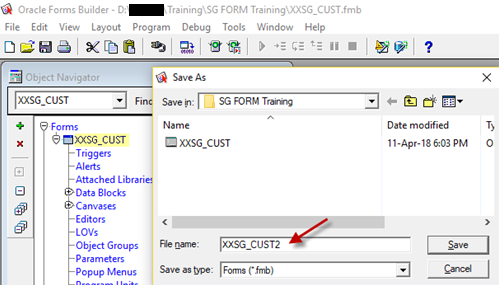 Oracle Forms Builder - D: Training\SG FORM Training\XXSG_CUST.fmb
File Edit View Layout Program Debug Tools Window Help
Object Navigator
XXSG_CUST Find
Forms
XXSG_CUST
Triggers
Alerts
Attached Libraries
Data Blocks
Canvases
Editors
LOVs
Object Groups
Parameters
Popup Menus
Program Units
Save As
Save in: SG FORM Training
Name Date modified Ty
XXSG_CUST 11-Apr-18 6:03 PM O
File name: XXSG_CUST2 Save
Save as type: Forms (*.fmb) Cancel